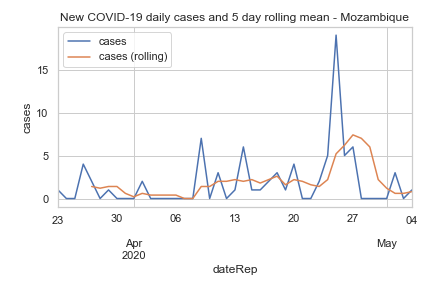 New COVID-19 daily cases and 5 day rolling mean - Mozambique
cases
cases (rolling)
15
10
5
0
cases
23
30
06
13
20
27
04
Apr
2020
May
dateRep